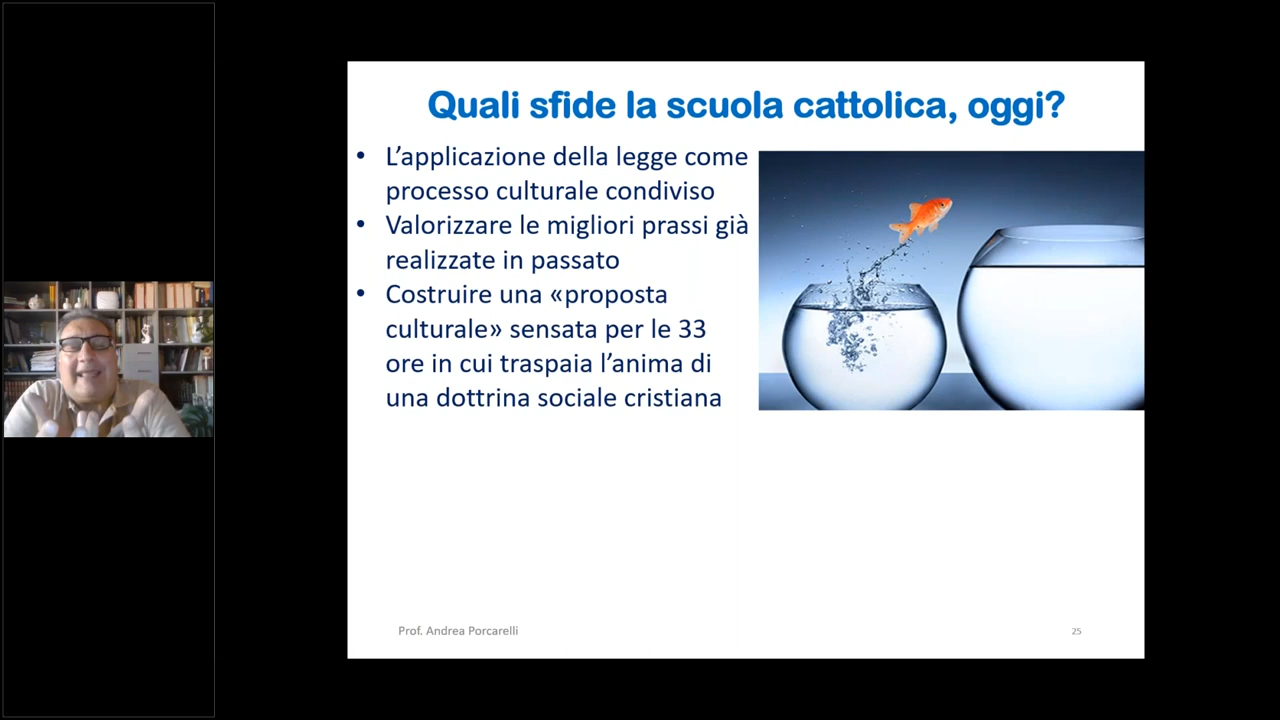 Quali sfide la scuola cattolica, oggi?
• L’applicazione della legge come
processo culturale condiviso
• Valorizzare le migliori prassi già
realizzate in passato
• Costruire una «proposta
culturale» sensata per le 33
ore in cui traspaia l’anima di
una dottrina sociale cristiana
Prof. Andrea Porcarelli
25